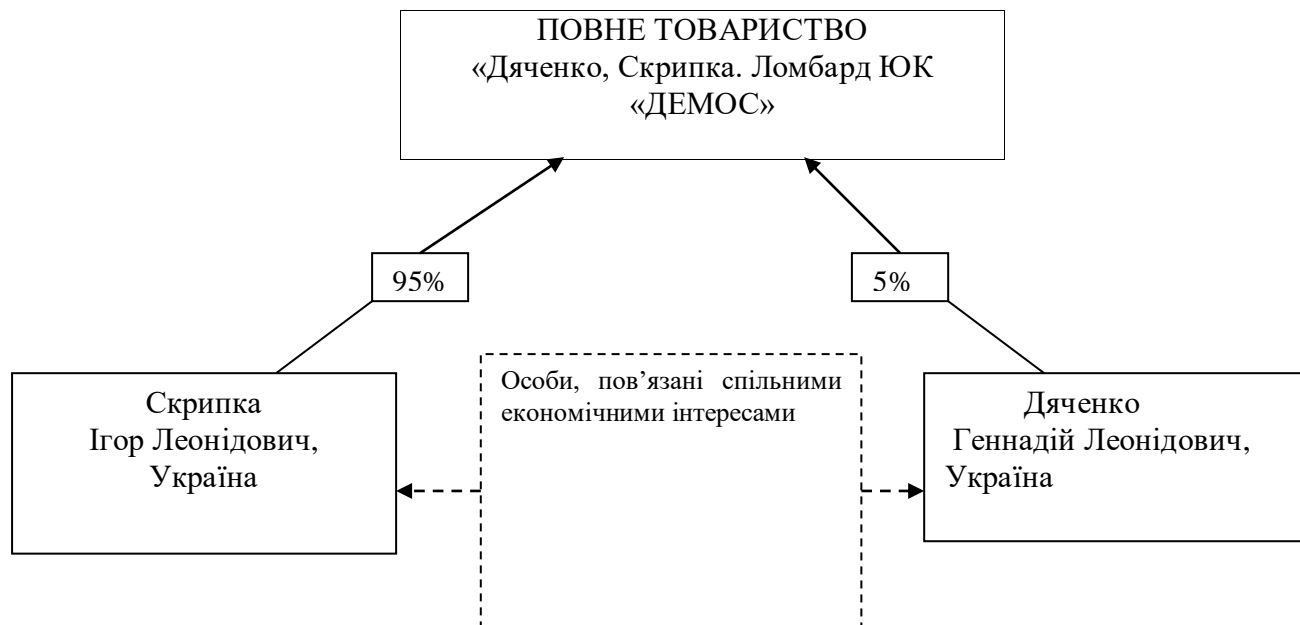 ПОВНЕ ТОВАРИСТВО
«Дяченко, Скрипка. Ломбард ЮК
«ДЕМОС»
95%
5%
Особи, пов’язані спільними
економічними інтересами
Скрипка
Ігор Леонідович,
Україна
Дяченко
Геннадій Леонідович,
Україна